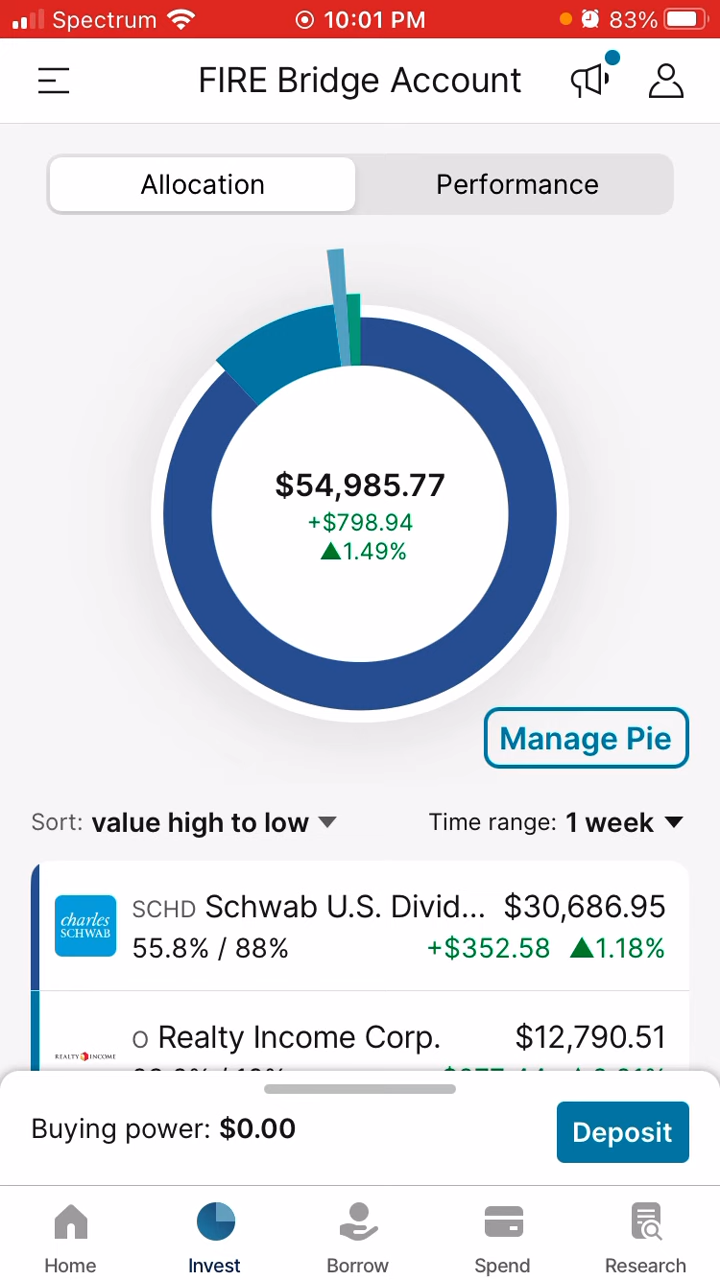 Spectrum 10:01 PM 83%
FIRE Bridge Account
Allocation Performance
$54,985.77
+$798.94
▲1.49%
Manage Pie
Sort: value high to low Time range: 1 week
charles
SCHWAB
SCHD Schwab U.S. Divid... $30,686.95
55.8% / 88% +$352.58 ▲1.18%
REALTY INCOME
O Realty Income Corp. $12,790.51
Buying power: $0.00
Deposit
Home Invest Borrow Spend Research